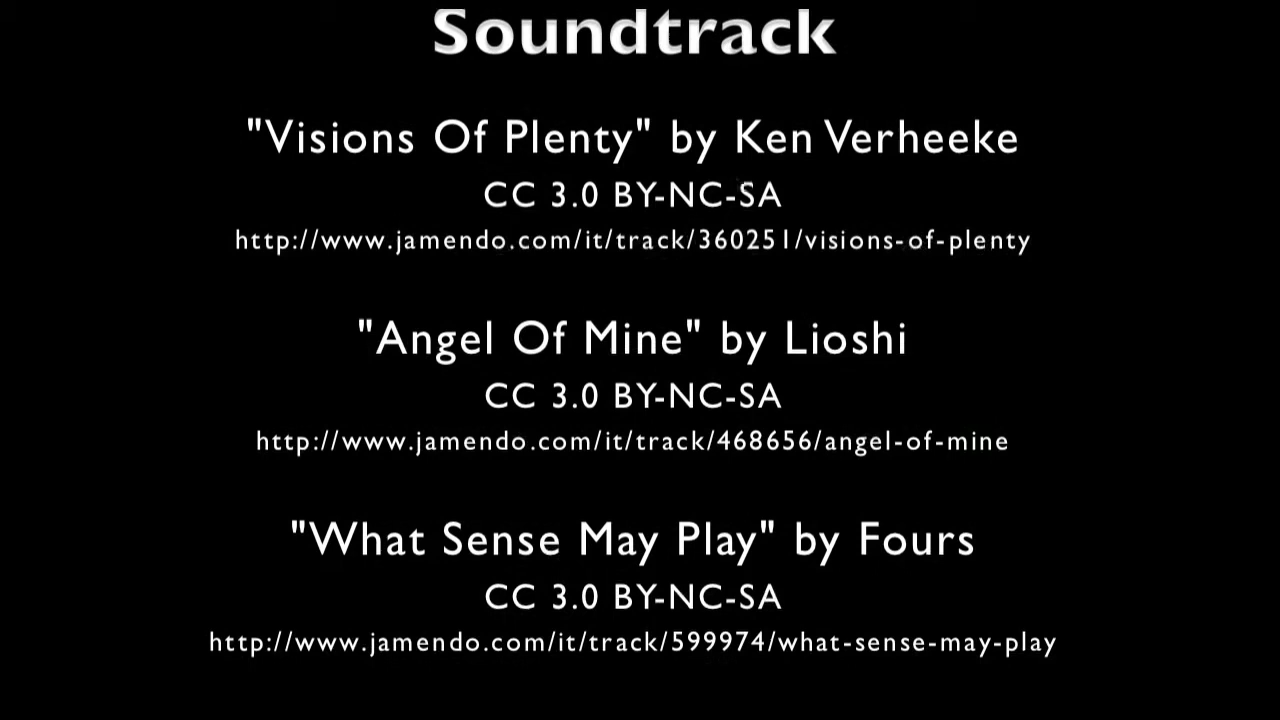 Soundtrack
"Visions Of Plenty" by Ken Verheeke
CC 3.0 BY-NC-SA
http://www.jamendo.com/it/track/360251/visions-of-plenty
"Angel Of Mine" by Lioshi
CC 3.0 BY-NC-SA
http://www.jamendo.com/it/track/468656/angel-of-mine
"What Sense May Play" by Fours
CC 3.0 BY-NC-SA
http://www.jamendo.com/it/track/599974/what-sense-may-play